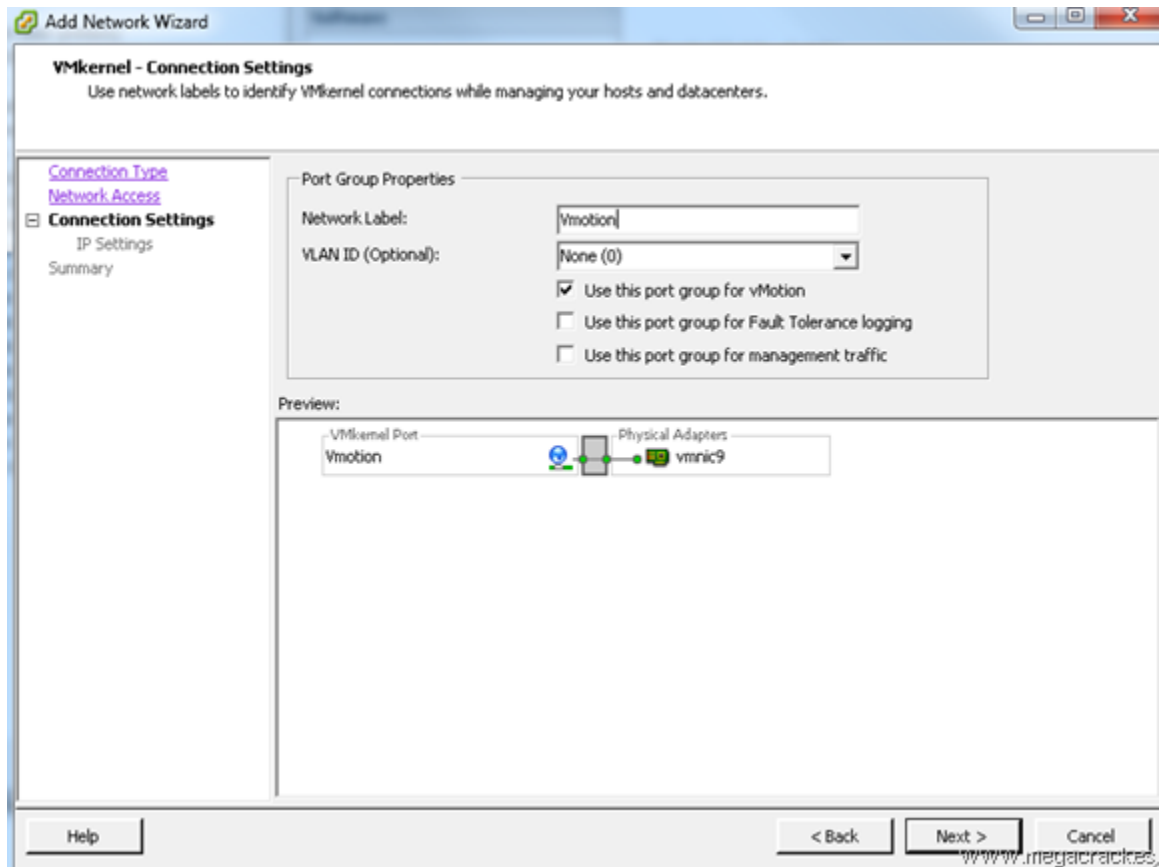 Add Network Wizard
VMkernel - Connection Settings
Use network labels to identify VMkernel connections while managing your hosts and datacenters.
Connection Type
Network Access
Connection Settings
IP Settings
Summary
Port Group Properties
Network Label: Vmotion
VLAN ID (Optional): None (0)
Use this port group for vMotion
Use this port group for Fault Tolerance logging
Use this port group for management traffic
Preview:
VMkernel Port
Vmotion
Physical Adapters
vmnic9
Help
< Back
Next >
Cancel
www.megacrack.es